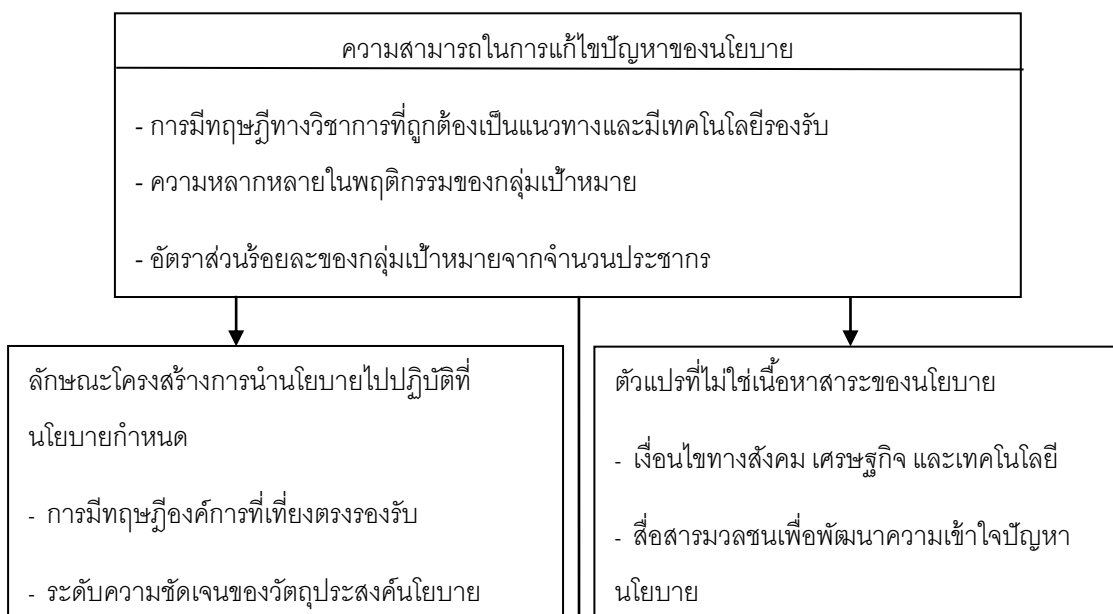 ความสามารถในการแก้ไขปัญหาของนโยบาย
- การมีทฤษฎีทางวิชาการที่ถูกต้องเป็นแนวทางและมีเทคโนโลยีรองรับ
- ความหลากหลายในพฤติกรรมของกลุ่มเป้าหมาย
- อัตราส่วนร้อยละของกลุ่มเป้าหมายจากจำนวนประชากร
ลักษณะโครงสร้างการนำนโยบายไปปฏิบัติที่
นโยบายกำหนด
- การมีทฤษฎีองค์การที่เที่ยงตรงรองรับ
- ระดับความชัดเจนของวัตถุประสงค์นโยบาย
ตัวแปรที่ไม่ใช่เนื้อหาสาระของนโยบาย
- เงื่อนไขทางสังคม เศรษฐกิจ และเทคโนโลยี
- สื่อสารมวลชนเพื่อพัฒนาความเข้าใจปัญหา
นโยบาย